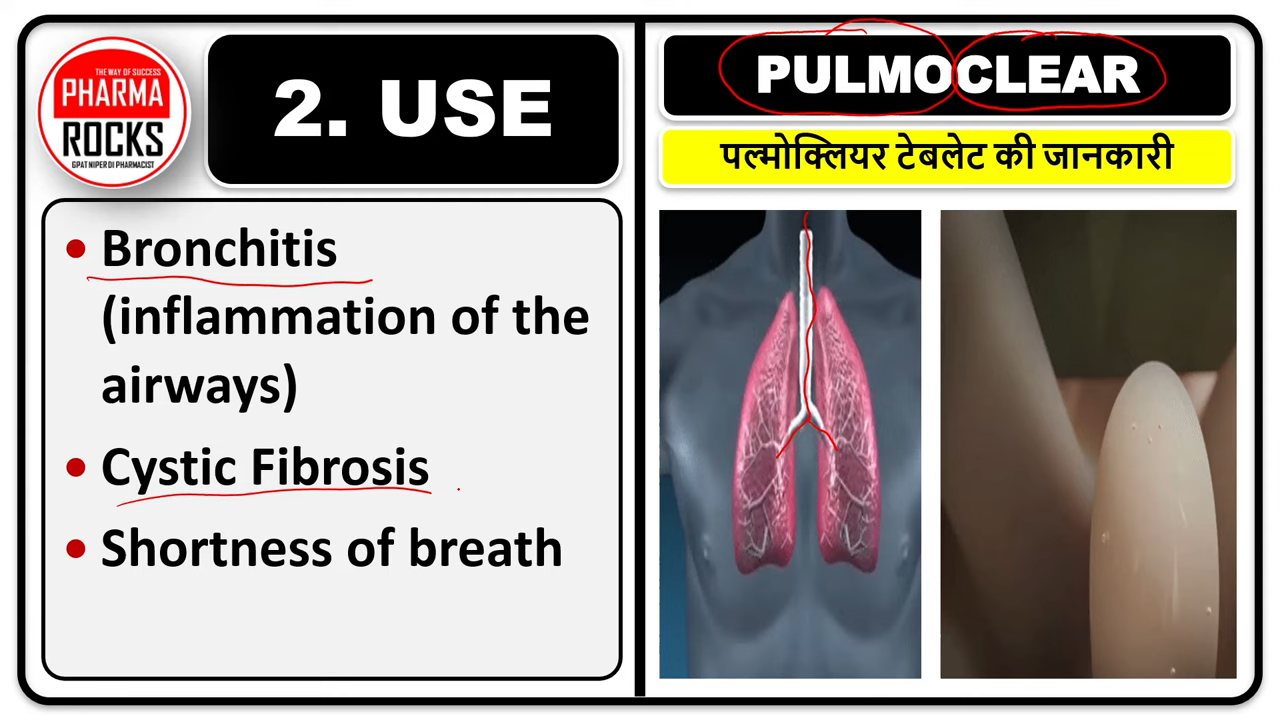 THE WAY OF SUCCESS
PHARMA
ROCKS
GPAT NIPER DI PHARMACIST
2. USE
• Bronchitis
(inflammation of the
airways)
• Cystic Fibrosis
• Shortness of breath
PULMOCLEAR
पल्मोक्लियर टेबलेट की जानकारी